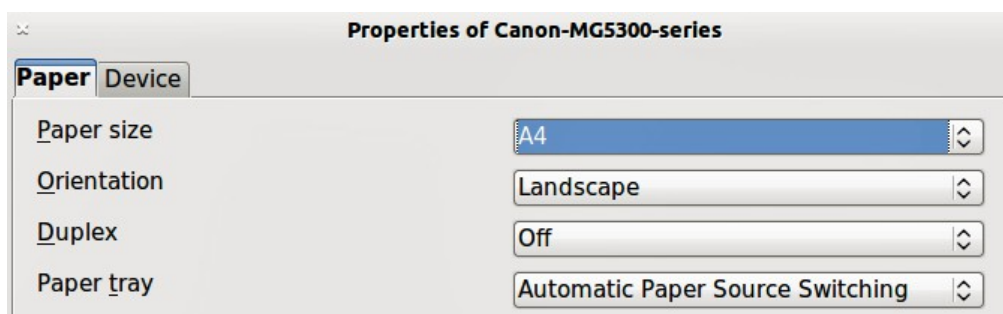 Properties of Canon-MG5300-series
Paper Device
Paper size A4
Orientation Landscape
Duplex Off
Paper tray Automatic Paper Source Switching